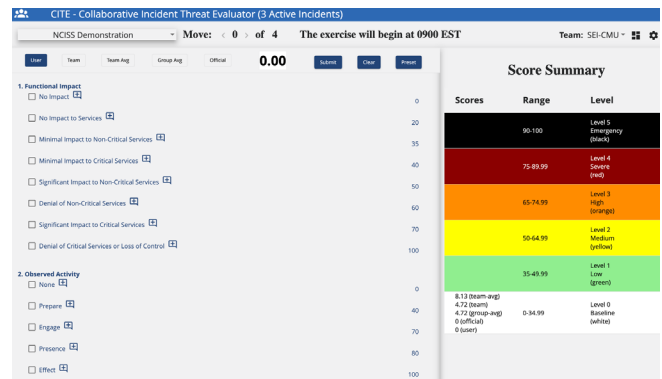 CITE - Collaborative Incident Threat Evaluator (3 Active Incidents)
NCISS Demonstration Move: < 0 > of 4 The exercise will begin at 0900 EST Team: SEI-CMU
User Team Team Avg Group Avg Official 0.00 Submit Clear Preset
1. Functional Impact
No Impact 0
No Impact to Services 20
Minimal Impact to Non-Critical Services 35
Minimal Impact to Critical Services 40
Significant Impact to Non-Critical Services 50
Denial of Non-Critical Services 60
Significant Impact to Critical Services 70
Denial of Critical Services or Loss of Control 100
2. Observed Activity
None 0
Prepare 40
Engage 70
Presence 80
Effect 100
Score Summary
Scores Range Level
90-100 Level 5 Emergency (black)
75-89.99 Level 4 Severe (red)
65-74.99 Level 3 High (orange)
50-64.99 Level 2 Medium (yellow)
35-49.99 Level 1 Low (green)
8.13 (team-avg)
4.72 (team)
4.72 (group-avg)
0 (official)
0 (user)
0-34.99 Level 0 Baseline (white)